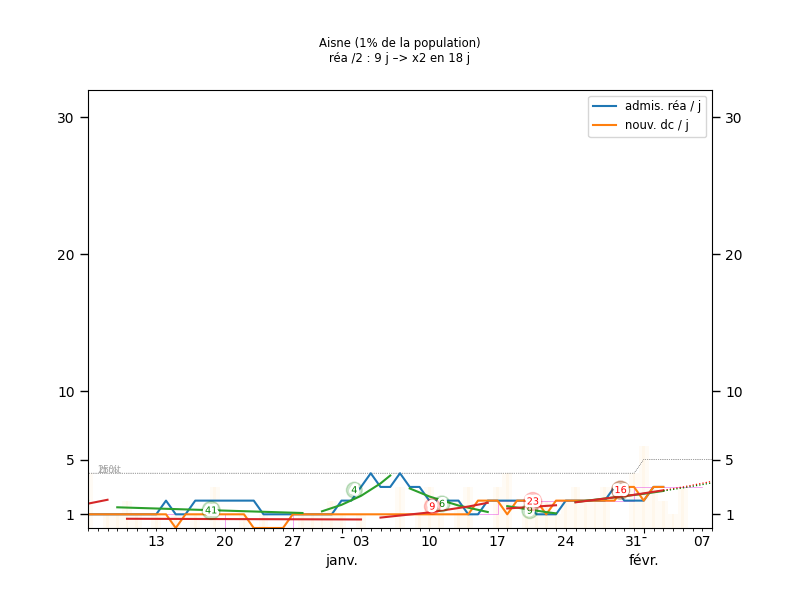 Aisne (1% de la population)
réa /2 : 9 j –> x2 en 18 j
admis. réa / j
nouv. dc / j
30 30
20 20
10 10
5 5
1 1
41 4 9 6 23 9 16
13 20 27 - 03 10 17 24 31 - 07
janv. févr.